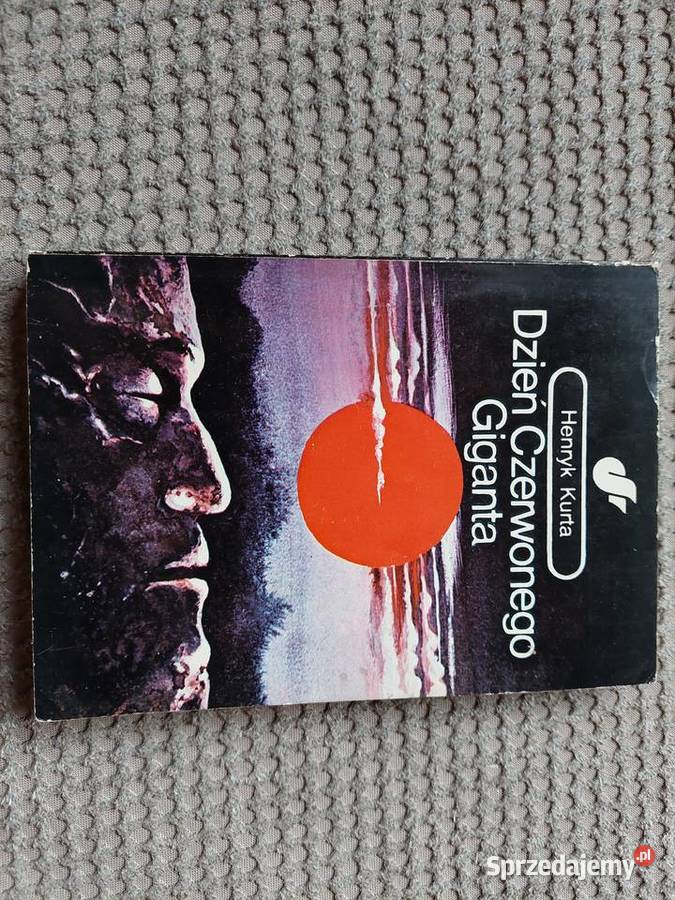 Henryk Kurta
Dzień Czerwonego
Giganta
Sprzedajemy.pl